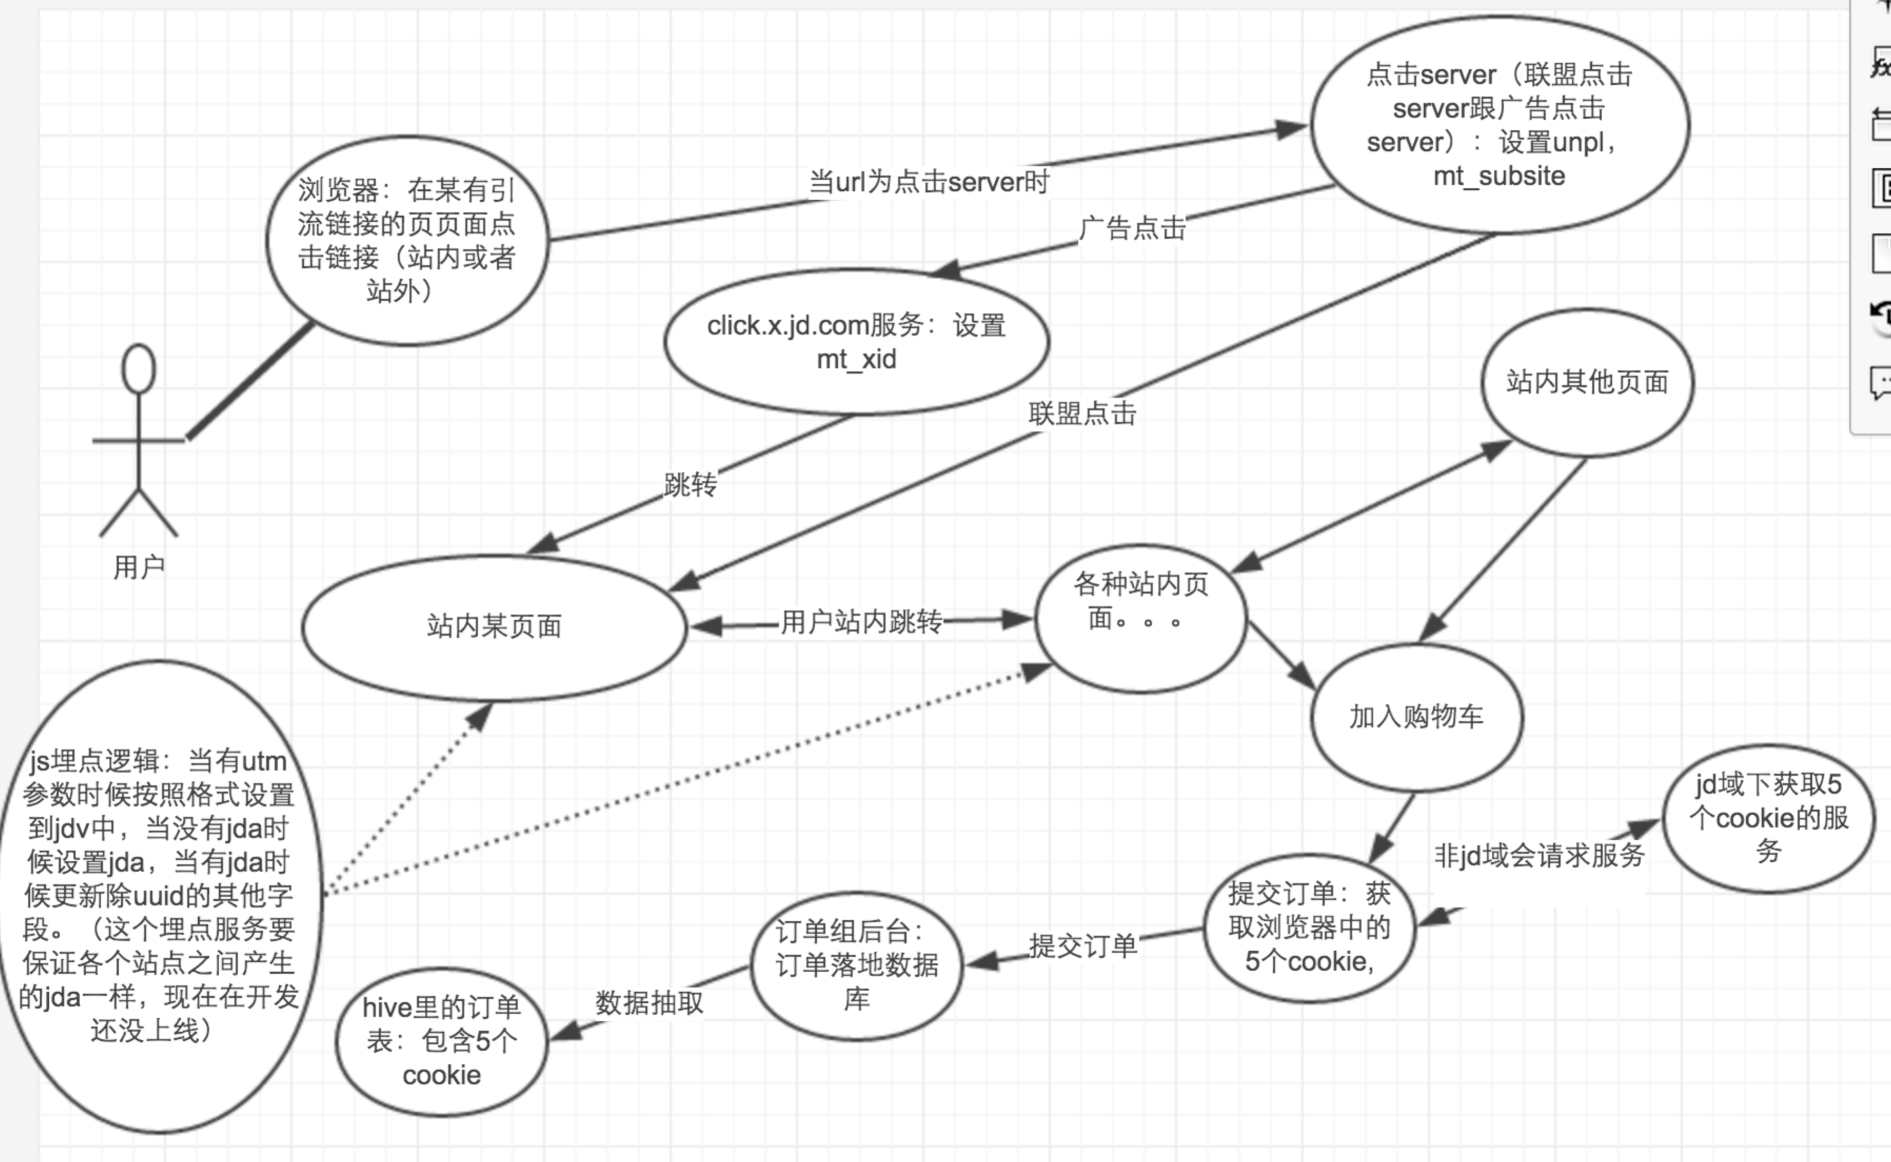 点击server（联盟点击
server跟广告点击
server）：设置unpl，
mt_subsite
浏览器：在某有引
流链接的页页面点
击链接（站内或者
站外）
当url为点击server时
广告点击
click.x.jd.com服务：设置
mt_xid
站内其他页面
联盟点击
跳转
用户
各种站内页
面。。。
站内某页面
用户站内跳转
加入购物车
js埋点逻辑：当有utm
参数时候按照格式设置
到jdv中，当没有jda时
候设置jda，当有jda时
候更新除uuid的其他字
段。（这个埋点服务要
保证各个站点之间产生
的jda一样，现在在开发
还没上线）
jd域下获取5
个cookie的服
务
非jd域会请求服务
提交订单：获
取浏览器中的
5个cookie,
提交订单
订单组后台：
订单落地数据
库
数据抽取
hive里的订单
表：包含5个
cookie